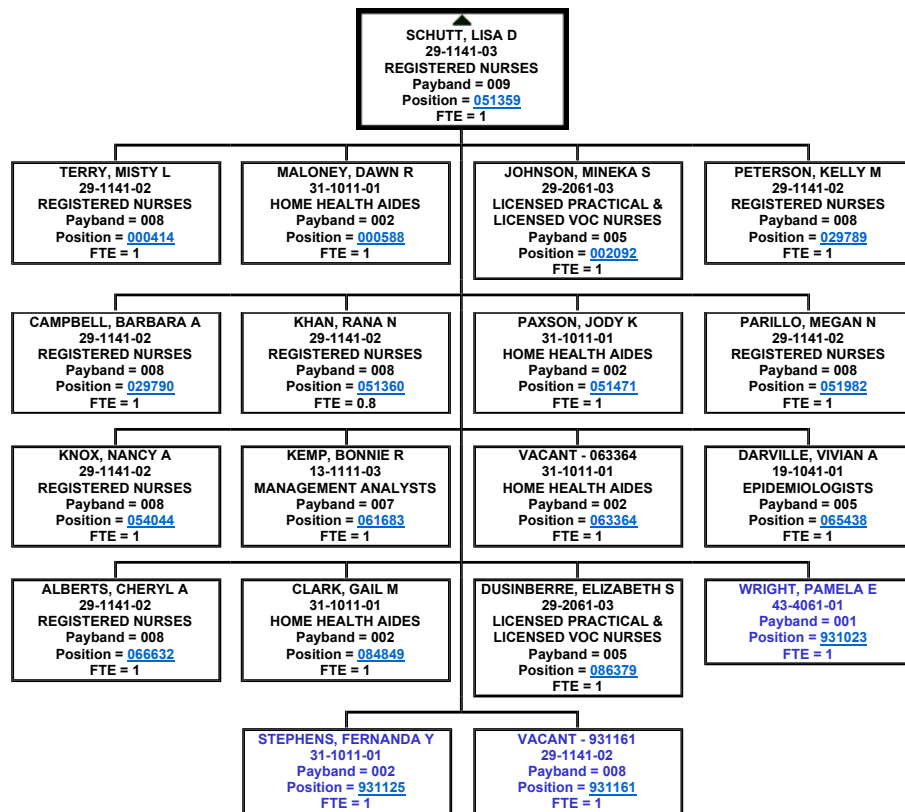 SCHUTT, LISA D
29-1141-03
REGISTERED NURSES
Payband = 009
Position = 051359
FTE = 1
TERRY, MISTY L
29-1141-02
REGISTERED NURSES
Payband = 008
Position = 000414
FTE = 1
MALONEY, DAWN R
31-1011-01
HOME HEALTH AIDES
Payband = 002
Position = 000588
FTE = 1
JOHNSON, MINEKA S
29-2061-03
LICENSED PRACTICAL &
LICENSED VOC NURSES
Payband = 005
Position = 002092
FTE = 1
PETERSON, KELLY M
29-1141-02
REGISTERED NURSES
Payband = 008
Position = 029789
FTE = 1
CAMPBELL, BARBARA A
29-1141-02
REGISTERED NURSES
Payband = 008
Position = 029790
FTE = 1
KHAN, RANA N
29-1141-02
REGISTERED NURSES
Payband = 008
Position = 051360
FTE = 0.8
PAXSON, JODY K
31-1011-01
HOME HEALTH AIDES
Payband = 002
Position = 051471
FTE = 1
PARILLO, MEGAN N
29-1141-02
REGISTERED NURSES
Payband = 008
Position = 051982
FTE = 1
KNOX, NANCY A
29-1141-02
REGISTERED NURSES
Payband = 008
Position = 054044
FTE = 1
KEMP, BONNIE R
13-1111-03
MANAGEMENT ANALYSTS
Payband = 007
Position = 061683
FTE = 1
VACANT - 063364
31-1011-01
HOME HEALTH AIDES
Payband = 002
Position = 063364
FTE = 1
DARVILLE, VIVIAN A
19-1041-01
EPIDEMIOLOGISTS
Payband = 005
Position = 065438
FTE = 1
ALBERTS, CHERYL A
29-1141-02
REGISTERED NURSES
Payband = 008
Position = 066632
FTE = 1
CLARK, GAIL M
31-1011-01
HOME HEALTH AIDES
Payband = 002
Position = 084849
FTE = 1
DUSINBERRE, ELIZABETH S
29-2061-03
LICENSED PRACTICAL &
LICENSED VOC NURSES
Payband = 005
Position = 086379
FTE = 1
WRIGHT, PAMELA E
43-4061-01
Payband = 001
Position = 931023
FTE = 1
STEPHENS, FERNANDA Y
31-1011-01
Payband = 002
Position = 931125
FTE = 1
VACANT - 931161
29-1141-02
Payband = 008
Position = 931161
FTE = 1